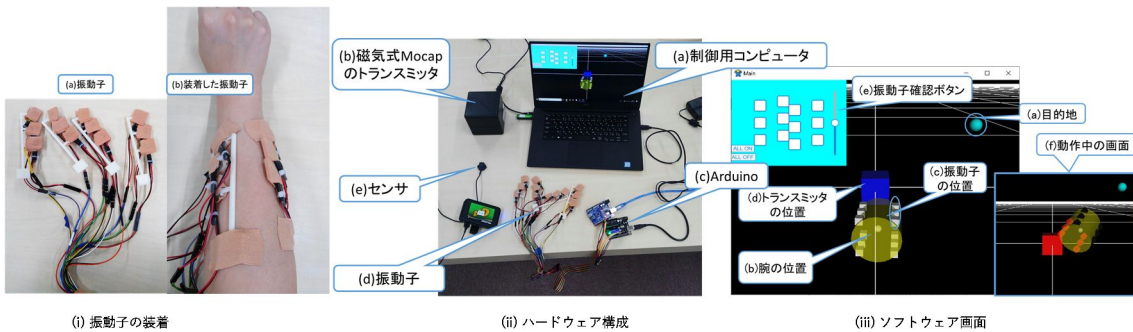 (a)振動子
(b)装着した振動子
(i) 振動子の装着
(b)磁気式Mocap
のトランスミッタ
(a)制御用コンピュータ
(e)センサ
(c)Arduino
(d)振動子
(ii) ハードウェア構成
Main
(e)振動子確認ボタン
ALL ON
ALL OFF
(a)目的地
(f)動作中の画面
(c)振動子
の位置
(d)トランスミッタ
の位置
(b)腕の位置
(iii) ソフトウェア画面